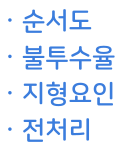 · 순서도
· 불투수율
· 지형요인
· 전처리